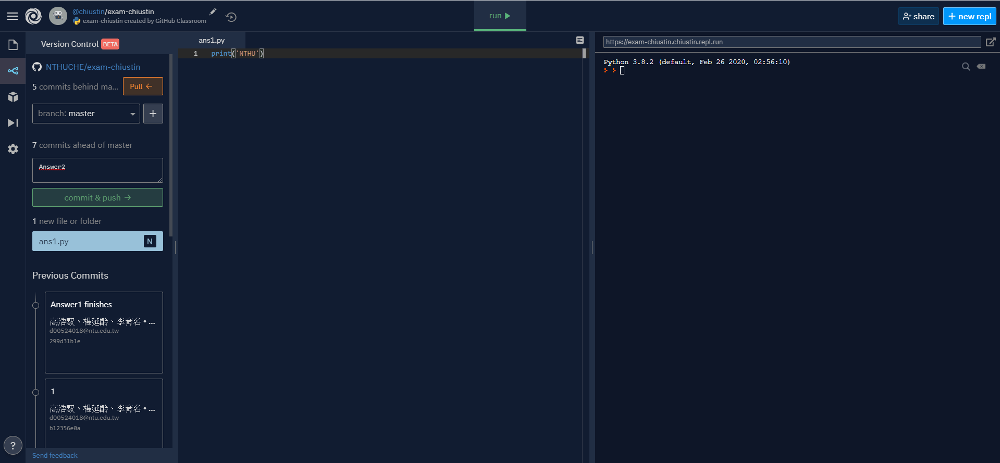 @chiustin/exam-chiustin
exam-chiustin created by GitHub Classroom
run
share
+ new repl
Version Control BETA
NTHUCHE/exam-chiustin
5 commits behind ma...
Pull ←
branch: master
+
7 commits ahead of master
Answer2
commit & push →
1 new file or folder
ans1.py N
Previous Commits
Answer1 finishes
高浩馭、楊延齡、李育名 • ...
d00524018@ntu.edu.tw
299d31b1e
1
高浩馭、楊延齡、李育名 • ...
d00524018@ntu.edu.tw
b12356e0a
?
Send feedback
ans1.py
1 print('NTHU')
https://exam-chiustin.chiustin.repl.run
Python 3.8.2 (default, Feb 26 2020, 02:56:10)